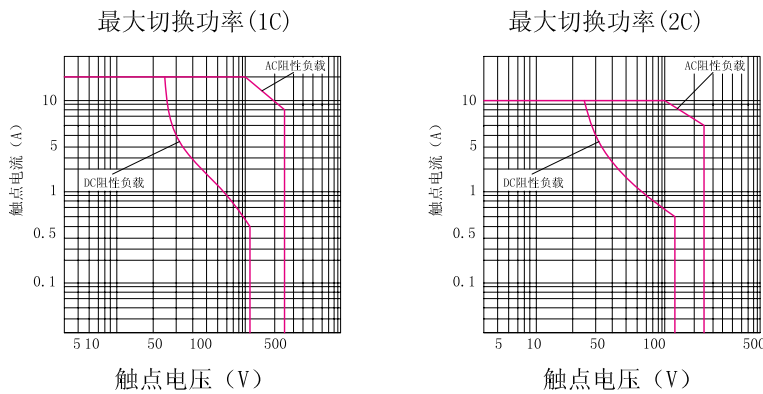 最大切换功率(1C)
AC阻性负载
10
5
1
0.5
0.1
触点电流（A）
DC阻性负载
5 10 50 100 500
触点电压（V）
最大切换功率(2C)
AC阻性负载
10
5
1
0.5
0.1
触点电流（A）
DC阻性负载
5 10 50 100 500
触点电压（V）